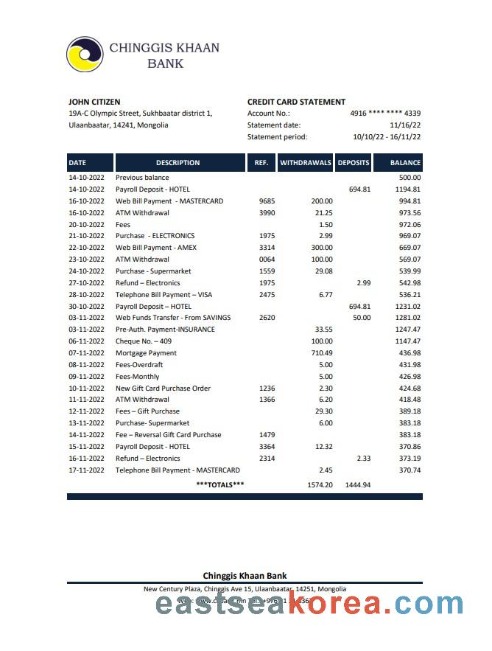 CHINGGIS KHAAN
BANK
JOHN CITIZEN
19A-C Olympic Street, Sukhbaatar district 1,
Ulaanbaatar, 14241, Mongolia
CREDIT CARD STATEMENT
Account No.: 4916 **** **** 4339
Statement date: 11/16/22
Statement period: 10/10/22 - 16/11/22
DATE DESCRIPTION REF. WITHDRAWALS DEPOSITS BALANCE
14-10-2022 Previous balance 500.00
14-10-2022 Payroll Deposit - HOTEL 694.81 1194.81
16-10-2022 Web Bill Payment - MASTERCARD 9685 200.00 994.81
16-10-2022 ATM Withdrawal 3990 21.25 973.56
20-10-2022 Fees 1.50 972.06
21-10-2022 Purchase - ELECTRONICS 1975 2.99 969.07
22-10-2022 Web Bill Payment - AMEX 3314 300.00 669.07
23-10-2022 ATM Withdrawal 0064 100.00 569.07
24-10-2022 Purchase - Supermarket 1559 29.08 539.99
27-10-2022 Refund – Electronics 1975 2.99 542.98
28-10-2022 Telephone Bill Payment – VISA 2475 6.77 536.21
30-10-2022 Payroll Deposit – HOTEL 694.81 1231.02
03-11-2022 Web Funds Transfer - From SAVINGS 2620 50.00 1281.02
03-11-2022 Pre-Auth. Payment-INSURANCE 33.55 1247.47
06-11-2022 Cheque No. – 409 100.00 1147.47
07-11-2022 Mortgage Payment 710.49 436.98
08-11-2022 Fees-Overdraft 5.00 431.98
09-11-2022 Fees-Monthly 5.00 426.98
10-11-2022 New Gift Card Purchase Order 1236 2.30 424.68
11-11-2022 ATM Withdrawal 1366 6.20 418.48
12-11-2022 Fees – Gift Purchase 29.30 389.18
13-11-2022 Purchase- Supermarket 6.00 383.18
14-11-2022 Fee – Reversal Gift Card Purchase 1479 383.18
15-11-2022 Payroll Deposit - HOTEL 3364 12.32 370.86
16-11-2022 Refund – Electronics 2314 2.33 373.19
17-11-2022 Telephone Bill Payment - MASTERCARD 2.45 370.74
***TOTALS*** 1574.20 1444.94
Chinggis Khaan Bank
New Century Plaza, Chinggis Ave 15, Ulaanbaatar, 14251, Mongolia
eastseakorea.com